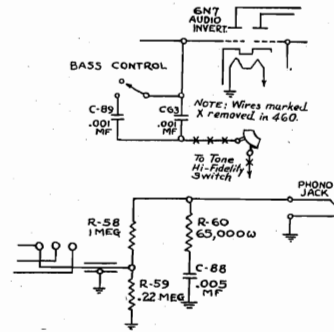 6N7
AUDIO
INVERT.
BASS CONTROL
C-89
.001
MF
C63
.001
MF
NOTE: Wires marked
X removed in 460.
To Tone
Hi-Fidelity
Switch
PHONO
JACK
R-58
1 MEG
R-60
65,000ω
R-59
.22 MEG
C-88
.005
MF